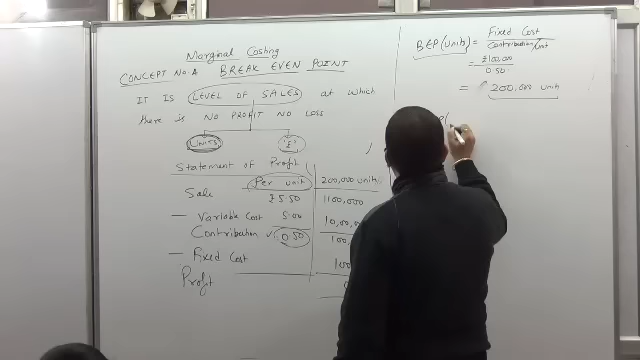 Marginal Costing
CONCEPT NO. BREAK EVEN POINT
IT IS LEVEL OF SALES at which
there is NO PROFIT NO LOSS
Units
"£"
Statement of Profit
Per unit 200,000 units
Sale £5.50 1100,000
- Variable Cost 5.00 10,00,00
Contribution 0.50 100
- Fixed Cost 100
Profit
BEP (Units) = Fixed Cost
Contribution/unit
= £100,000
0.50
= 200,000 units
P(